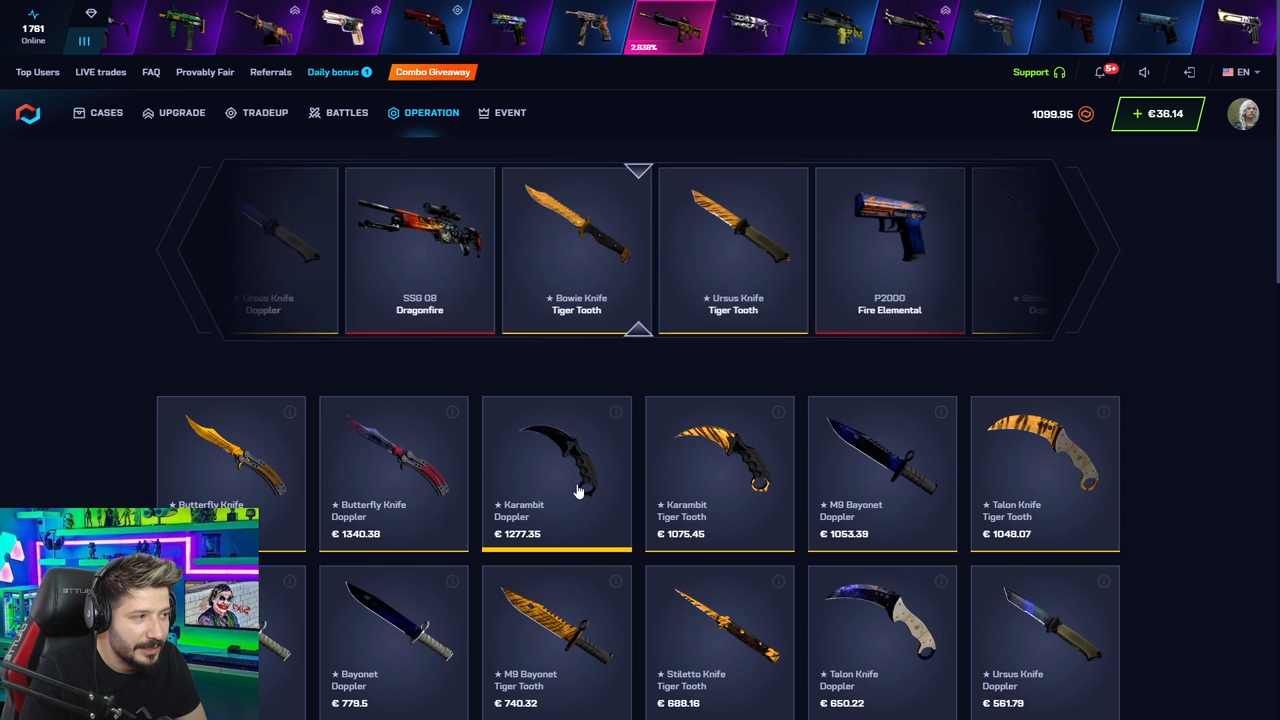 1 761
Online
2.838%
Top Users
LIVE trades
FAQ
Provably Fair
Referrals
Daily bonus 1
Combo Giveaway
Support
5+
EN
CASES
UPGRADE
TRADEUP
BATTLES
OPERATION
EVENT
1099.95
+ €36.14
★ Ursus Knife
Doppler
SSG 08
Dragonfire
★ Bowie Knife
Tiger Tooth
★ Ursus Knife
Tiger Tooth
P2000
Fire Elemental
★ Butterfly Knife
★ Butterfly Knife
Doppler
€ 1340.38
★ Karambit
Doppler
€ 1277.35
★ Karambit
Tiger Tooth
€ 1075.45
★ M9 Bayonet
Doppler
€ 1053.39
★ Talon Knife
Tiger Tooth
€ 1048.07
★ Bayonet
Doppler
€ 779.5
★ M9 Bayonet
Tiger Tooth
€ 740.32
★ Stiletto Knife
Tiger Tooth
€ 688.16
★ Talon Knife
Doppler
€ 650.22
★ Ursus Knife
Doppler
€ 561.79